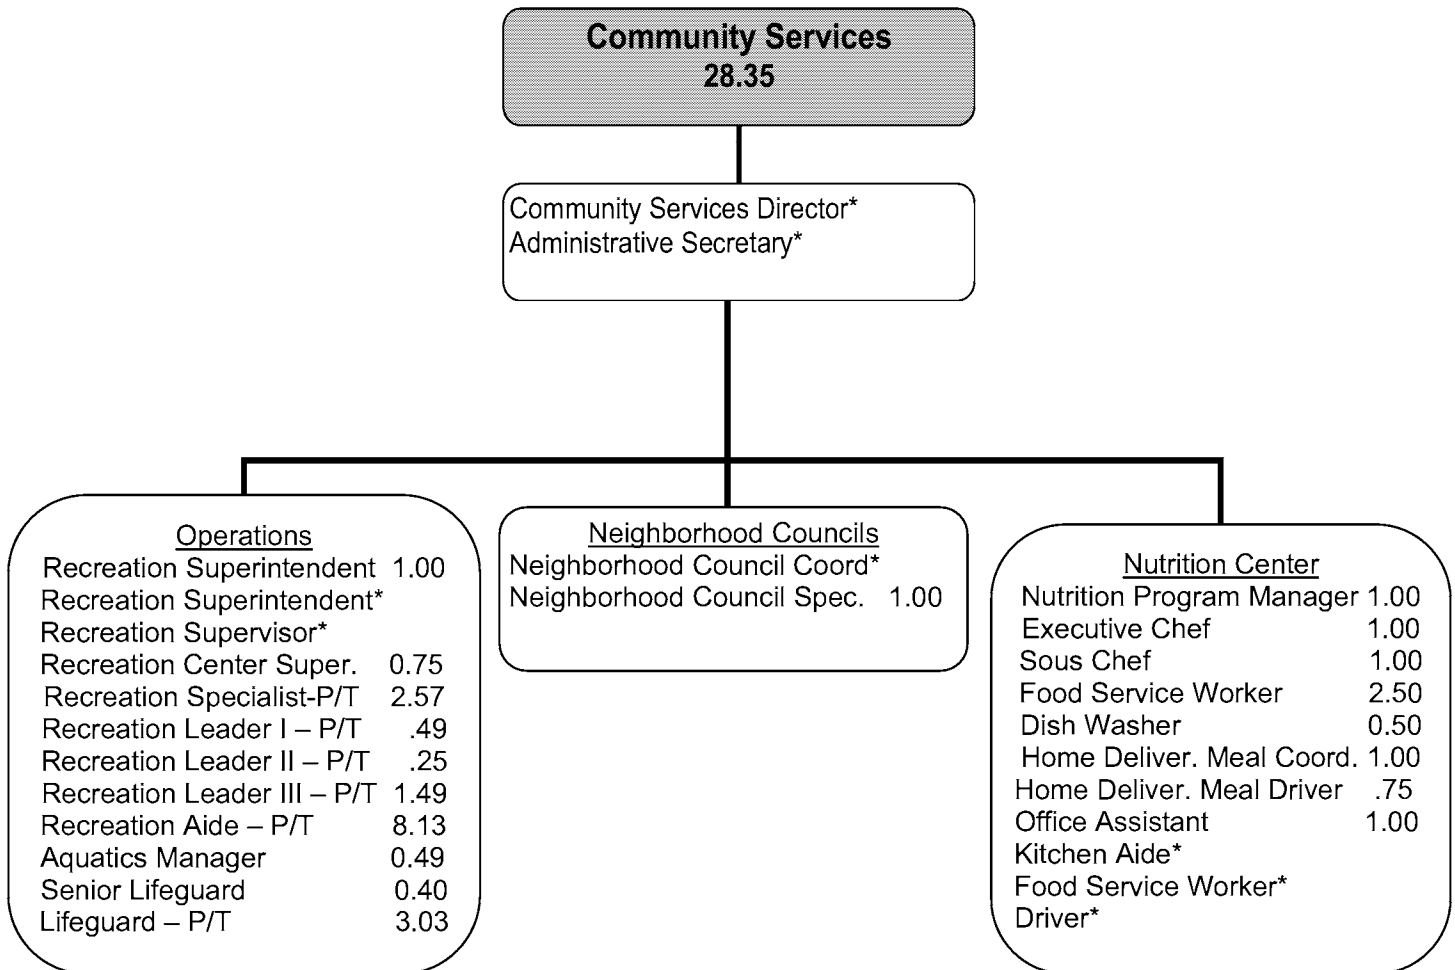 Community Services
28.35
Community Services Director*
Administrative Secretary*
Operations
Recreation Superintendent 1.00
Recreation Superintendent*
Recreation Supervisor*
Recreation Center Super. 0.75
Recreation Specialist-P/T 2.57
Recreation Leader I – P/T .49
Recreation Leader II – P/T .25
Recreation Leader III – P/T 1.49
Recreation Aide – P/T 8.13
Aquatics Manager 0.49
Senior Lifeguard 0.40
Lifeguard – P/T 3.03
Neighborhood Councils
Neighborhood Council Coord*
Neighborhood Council Spec. 1.00
Nutrition Center
Nutrition Program Manager 1.00
Executive Chef 1.00
Sous Chef 1.00
Food Service Worker 2.50
Dish Washer 0.50
Home Deliver. Meal Coord. 1.00
Home Deliver. Meal Driver .75
Office Assistant 1.00
Kitchen Aide*
Food Service Worker*
Driver*